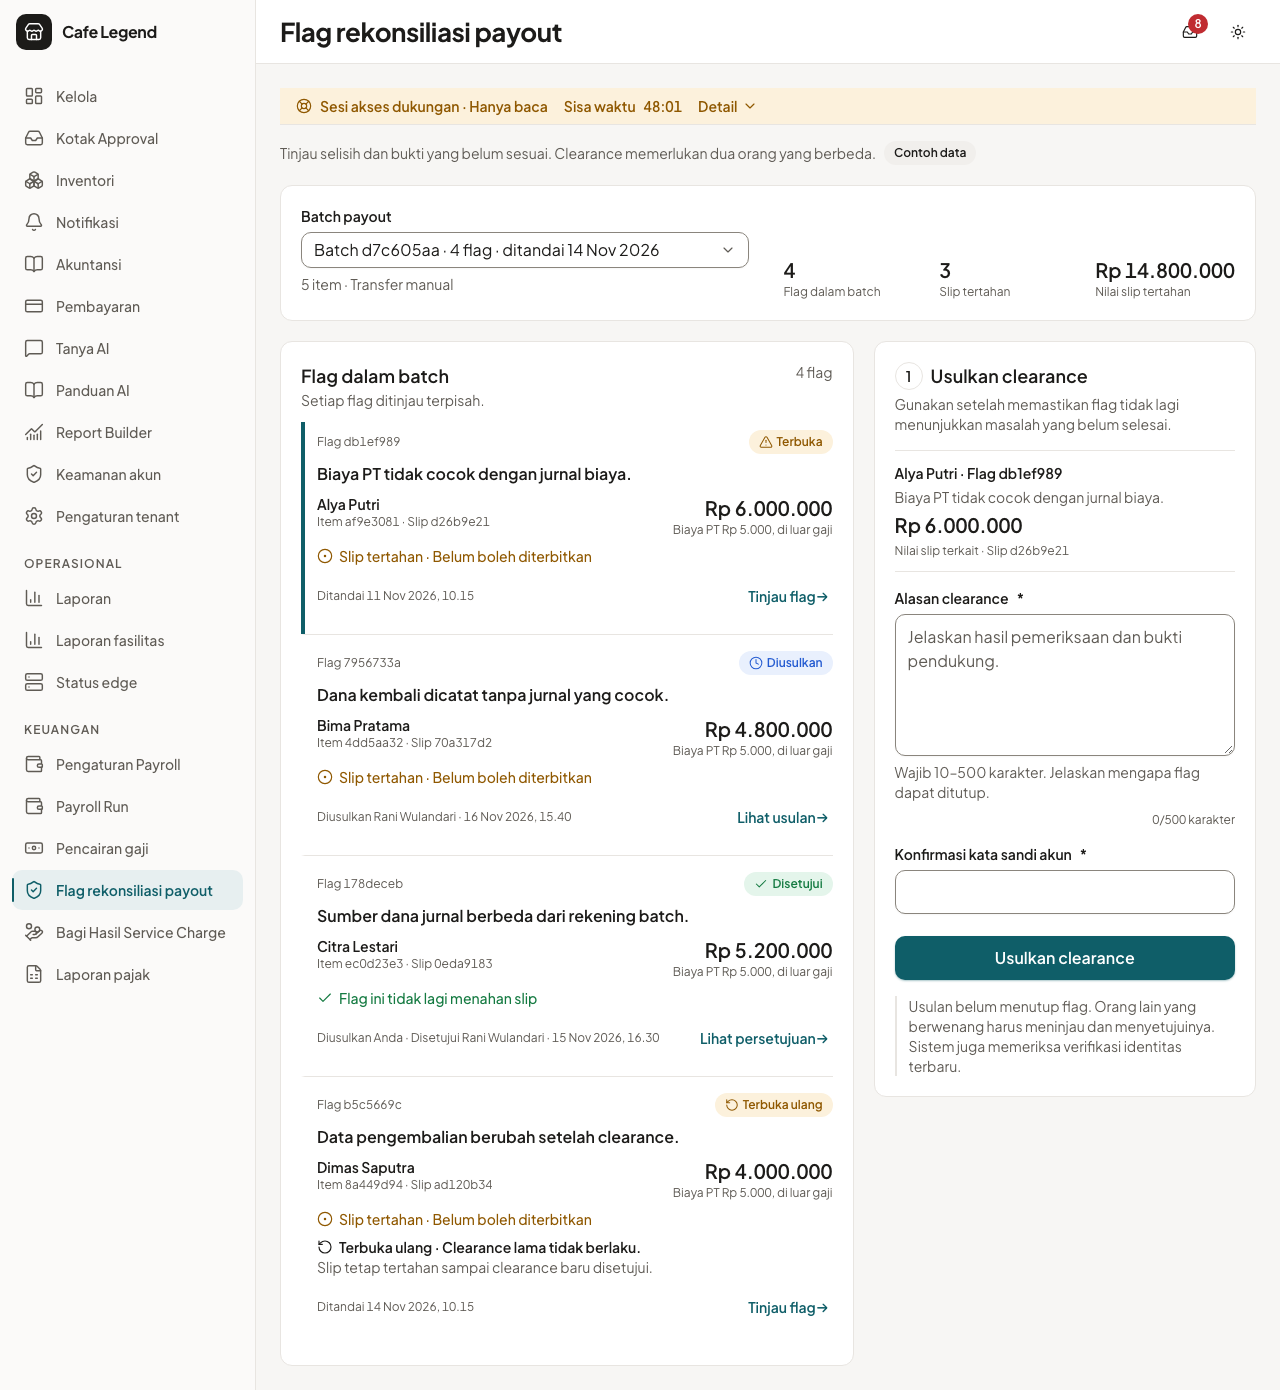 Cafe Legend
Flag rekonsiliasi payout
8
Kelola
Kotak Approval
Inventori
Notifikasi
Akuntansi
Pembayaran
Tanya AI
Panduan AI
Report Builder
Keamanan akun
Pengaturan tenant
OPERASIONAL
Laporan
Laporan fasilitas
Status edge
KEUANGAN
Pengaturan Payroll
Payroll Run
Pencairan gaji
Flag rekonsiliasi payout
Bagi Hasil Service Charge
Laporan pajak
Sesi akses dukungan · Hanya baca Sisa waktu 48:01 Detail
Tinjau selisih dan bukti yang belum sesuai. Clearance memerlukan dua orang yang berbeda. Contoh data
Batch payout
Batch d7c605aa · 4 flag · ditandai 14 Nov 2026
5 item · Transfer manual
4
Flag dalam batch
3
Slip tertahan
Rp 14.800.000
Nilai slip tertahan
Flag dalam batch
4 flag
Setiap flag ditinjau terpisah.
Flag db1ef989
Terbuka
Biaya PT tidak cocok dengan jurnal biaya.
Alya Putri
Item af9e3081 · Slip d26b9e21
Rp 6.000.000
Biaya PT Rp 5.000, di luar gaji
Slip tertahan · Belum boleh diterbitkan
Ditandai 11 Nov 2026, 10.15
Tinjau flag→
Flag 7956733a
Diusulkan
Dana kembali dicatat tanpa jurnal yang cocok.
Bima Pratama
Item 4dd5aa32 · Slip 70a317d2
Rp 4.800.000
Biaya PT Rp 5.000, di luar gaji
Slip tertahan · Belum boleh diterbitkan
Diusulkan Rani Wulandari · 16 Nov 2026, 15.40
Lihat usulan→
Flag 178deceb
Disetujui
Sumber dana jurnal berbeda dari rekening batch.
Citra Lestari
Item ec0d23e3 · Slip 0eda9183
Rp 5.200.000
Biaya PT Rp 5.000, di luar gaji
Flag ini tidak lagi menahan slip
Diusulkan Anda · Disetujui Rani Wulandari · 15 Nov 2026, 16.30
Lihat persetujuan→
Flag b5c5669c
Terbuka ulang
Data pengembalian berubah setelah clearance.
Dimas Saputra
Item 8a449d94 · Slip ad120b34
Rp 4.000.000
Biaya PT Rp 5.000, di luar gaji
Slip tertahan · Belum boleh diterbitkan
Terbuka ulang · Clearance lama tidak berlaku.
Slip tetap tertahan sampai clearance baru disetujui.
Ditandai 14 Nov 2026, 10.15
Tinjau flag→
1 Usulkan clearance
Gunakan setelah memastikan flag tidak lagi
menunjukkan masalah yang belum selesai.
Alya Putri · Flag db1ef989
Biaya PT tidak cocok dengan jurnal biaya.
Rp 6.000.000
Nilai slip terkait · Slip d26b9e21
Alasan clearance *
Jelaskan hasil pemeriksaan dan bukti
pendukung.
Wajib 10–500 karakter. Jelaskan mengapa flag
dapat ditutup.
0/500 karakter
Konfirmasi kata sandi akun *
Usulkan clearance
Usulan belum menutup flag. Orang lain yang
berwenang harus meninjau dan menyetujuinya.
Sistem juga memeriksa verifikasi identitas
terbaru.